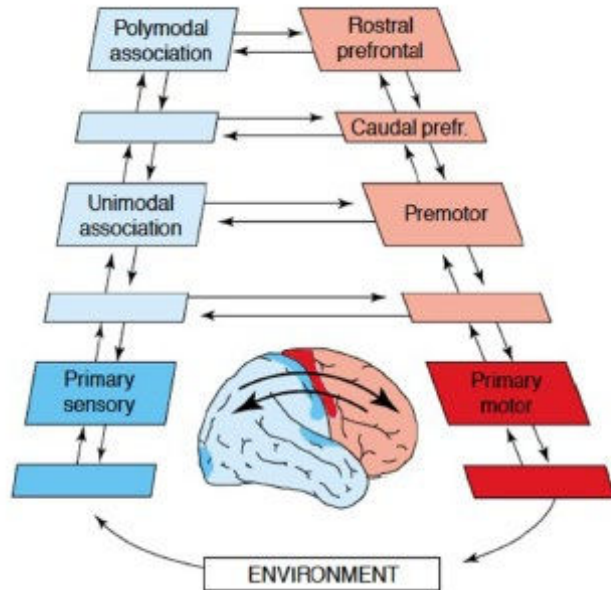 Polymodal
association
Rostral
prefrontal
Caudal prefr.
Unimodal
association
Premotor
Primary
sensory
Primary
motor
ENVIRONMENT